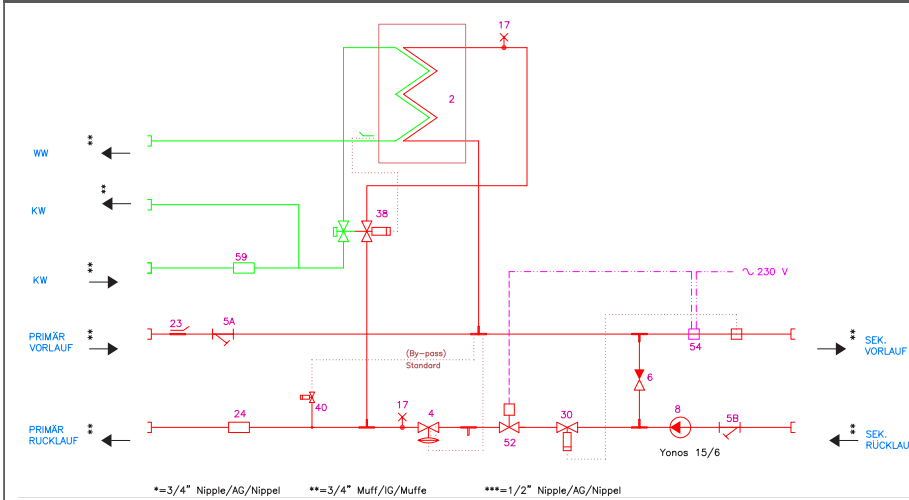 17
2
**
WW
**
KW
38
59
**
KW
~ 230 V
23
5A
**
PRIMÄR
VORLAUF
54
**
SEK.
VORLAUF
(By-pass)
Standard
6
40
17
4
30
8
5B
24
52
**
PRIMÄR
RÜCKLAUF
**
SEK.
Yonos 15/6
*=3/4" Nipple/AG/Nippel
**=3/4" Muff/IG/Muffe
***=1/2" Nipple/AG/Nippel